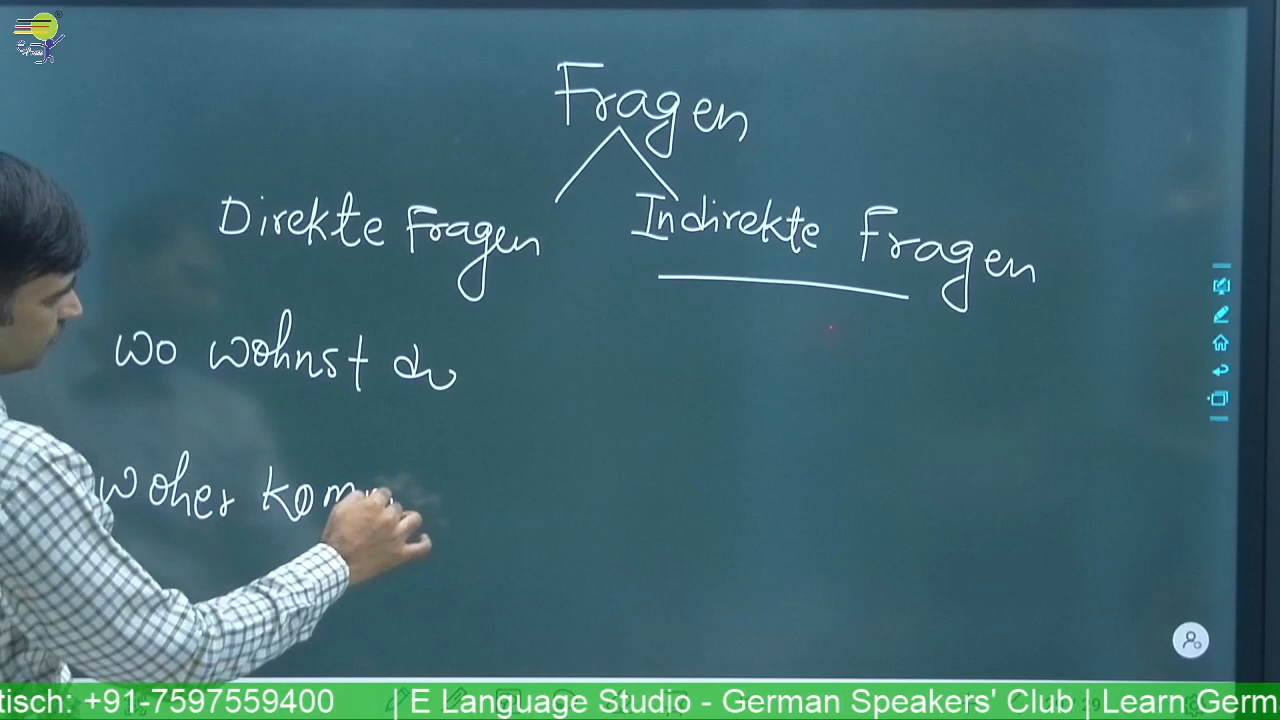 Fragen
Direkte Fragen Indirekte Fragen
wo wohnst du
woher komm
tisch: +91-7597559400 | E Language Studio - German Speakers' Club | Learn Germ